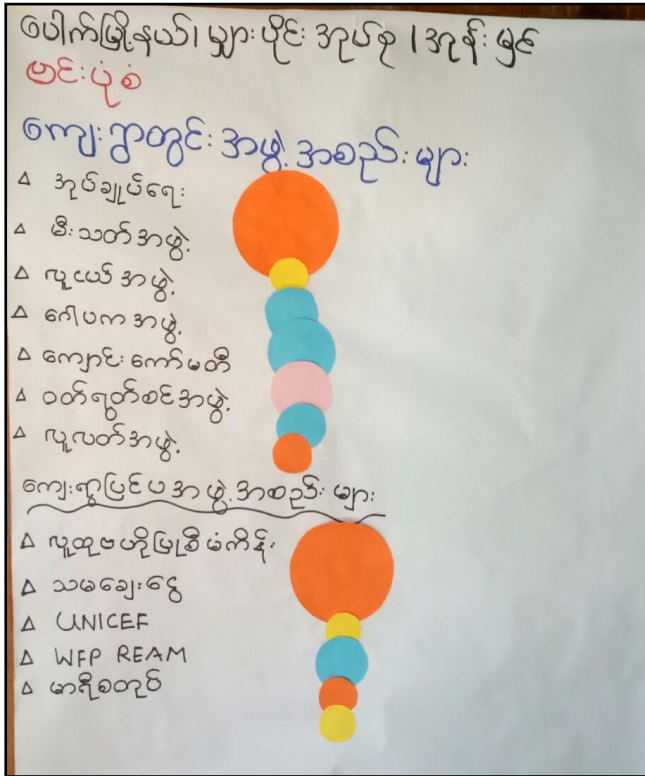 ပေါက်မြို့နယ်၊ မျှားပိုင်း အုပ်စု ၊ အုန်းမှင်
ဗင်းပုံစံ
ကျေးရွာတွင်း အဖွဲ့ အစည်း များ
∆ အုပ်ချုပ်ရေး
∆ မီးသတ်အဖွဲ့
∆ လူငယ်အဖွဲ့
∆ ဂေါပကအဖွဲ့
∆ ကျောင်းကော်မတီ
∆ ဝတ်ရွတ်စင်အဖွဲ့
∆ လူလတ်အဖွဲ့
ကျေးရွာပြင်ပအဖွဲ့အစည်း များ
∆ လူထုဗဟိုပြုစီမံကိန်း
∆ သမချေးငွေ
∆ UNICEF
∆ WFP REAM
∆ မာရီစတုပ်